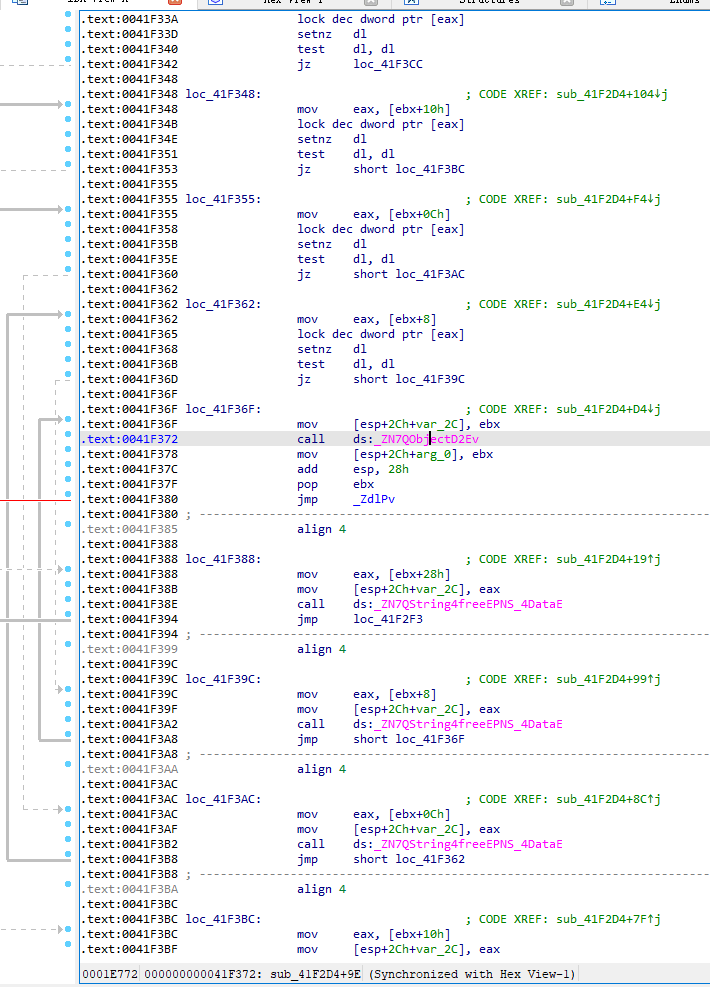 IDA View-A Hex View-1 Structures Enums
.text:0041F33A lock dec dword ptr [eax]
.text:0041F33D setnz dl
.text:0041F340 test dl, dl
.text:0041F342 jz loc_41F3CC
.text:0041F348
.text:0041F348 loc_41F348: ; CODE XREF: sub_41F2D4+104↓j
.text:0041F348 mov eax, [ebx+10h]
.text:0041F34B lock dec dword ptr [eax]
.text:0041F34E setnz dl
.text:0041F351 test dl, dl
.text:0041F353 jz short loc_41F3BC
.text:0041F355
.text:0041F355 loc_41F355: ; CODE XREF: sub_41F2D4+F4↓j
.text:0041F355 mov eax, [ebx+0Ch]
.text:0041F358 lock dec dword ptr [eax]
.text:0041F35B setnz dl
.text:0041F35E test dl, dl
.text:0041F360 jz short loc_41F3AC
.text:0041F362
.text:0041F362 loc_41F362: ; CODE XREF: sub_41F2D4+E4↓j
.text:0041F362 mov eax, [ebx+8]
.text:0041F365 lock dec dword ptr [eax]
.text:0041F368 setnz dl
.text:0041F36B test dl, dl
.text:0041F36D jz short loc_41F39C
.text:0041F36F
.text:0041F36F loc_41F36F: ; CODE XREF: sub_41F2D4+D4↓j
.text:0041F36F mov [esp+2Ch+var_2C], ebx
.text:0041F372 call ds:_ZN7QObjectD2Ev
.text:0041F378 mov [esp+2Ch+arg_0], ebx
.text:0041F37C add esp, 28h
.text:0041F37F pop ebx
.text:0041F380 jmp _ZdlPv
.text:0041F380 ; ---------------------------------------------------------------------------
.text:0041F385 align 4
.text:0041F388
.text:0041F388 loc_41F388: ; CODE XREF: sub_41F2D4+19↑j
.text:0041F388 mov eax, [ebx+28h]
.text:0041F38B mov [esp+2Ch+var_2C], eax
.text:0041F38E call ds:_ZN7QString4freeEPNS_4DataE
.text:0041F394 jmp loc_41F2F3
.text:0041F394 ; ---------------------------------------------------------------------------
.text:0041F399 align 4
.text:0041F39C
.text:0041F39C loc_41F39C: ; CODE XREF: sub_41F2D4+99↑j
.text:0041F39C mov eax, [ebx+8]
.text:0041F39F mov [esp+2Ch+var_2C], eax
.text:0041F3A2 call ds:_ZN7QString4freeEPNS_4DataE
.text:0041F3A8 jmp short loc_41F36F
.text:0041F3A8 ; ---------------------------------------------------------------------------
.text:0041F3AA align 4
.text:0041F3AC
.text:0041F3AC loc_41F3AC: ; CODE XREF: sub_41F2D4+8C↑j
.text:0041F3AC mov eax, [ebx+0Ch]
.text:0041F3AF mov [esp+2Ch+var_2C], eax
.text:0041F3B2 call ds:_ZN7QString4freeEPNS_4DataE
.text:0041F3B8 jmp short loc_41F362
.text:0041F3B8 ; ---------------------------------------------------------------------------
.text:0041F3BA align 4
.text:0041F3BC
.text:0041F3BC loc_41F3BC: ; CODE XREF: sub_41F2D4+7F↑j
.text:0041F3BC mov eax, [ebx+10h]
.text:0041F3BF mov [esp+2Ch+var_2C], eax
0001E772 000000000041F372: sub_41F2D4+9E (Synchronized with Hex View-1)